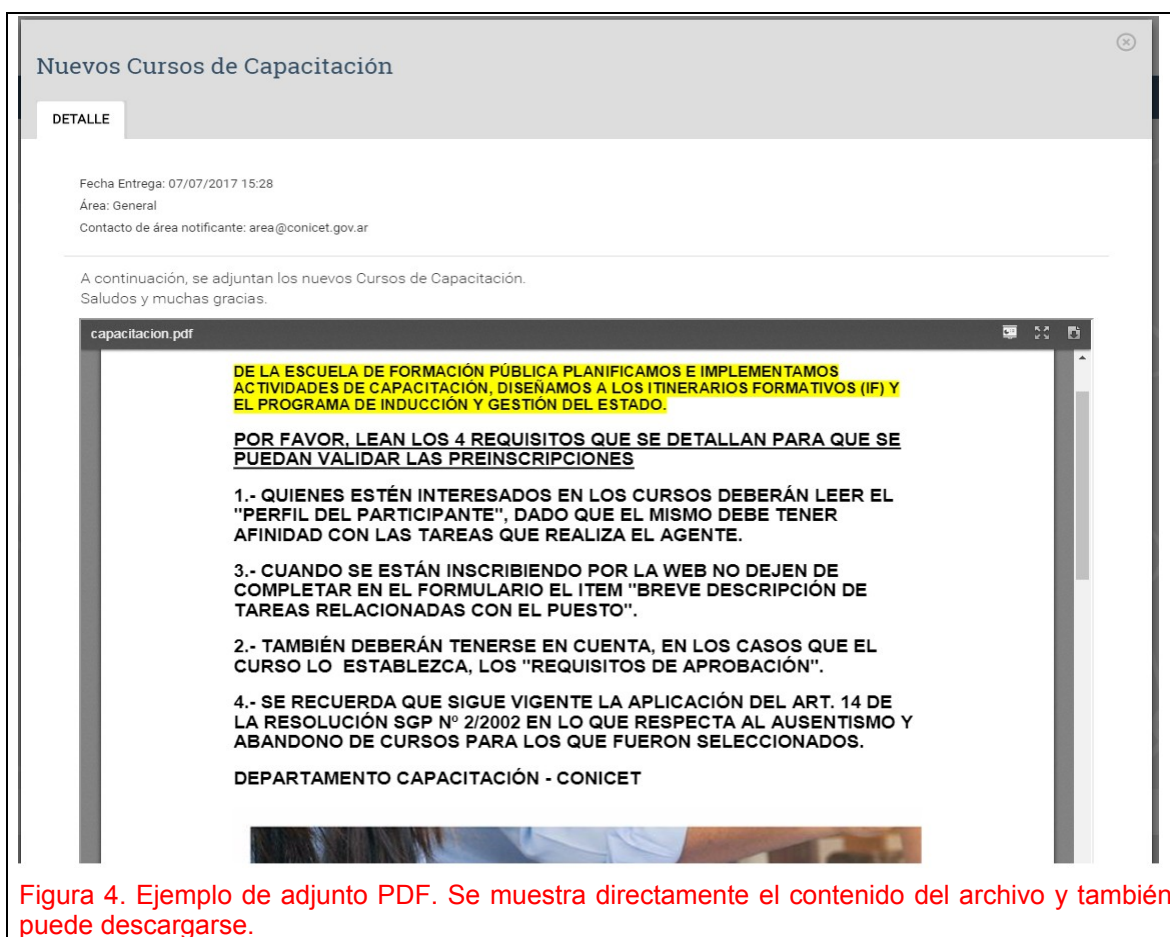 Nuevos Cursos de Capacitación
DETALLE
Fecha Entrega: 07/07/2017 15:28
Área: General
Contacto de área notificante: area@conicet.gov.ar
A continuación, se adjuntan los nuevos Cursos de Capacitación.
Saludos y muchas gracias.
capacitacion.pdf
DE LA ESCUELA DE FORMACIÓN PÚBLICA PLANIFICAMOS E IMPLEMENTAMOS
ACTIVIDADES DE CAPACITACIÓN, DISEÑAMOS A LOS ITINERARIOS FORMATIVOS (IF) Y
EL PROGRAMA DE INDUCCIÓN Y GESTIÓN DEL ESTADO.
POR FAVOR, LEAN LOS 4 REQUISITOS QUE SE DETALLAN PARA QUE SE
PUEDAN VALIDAR LAS PREINSCRIPCIONES
1.- QUIENES ESTÉN INTERESADOS EN LOS CURSOS DEBERÁN LEER EL
"PERFIL DEL PARTICIPANTE", DADO QUE EL MISMO DEBE TENER
AFINIDAD CON LAS TAREAS QUE REALIZA EL AGENTE.
3.- CUANDO SE ESTÁN INSCRIBIENDO POR LA WEB NO DEJEN DE
COMPLETAR EN EL FORMULARIO EL ITEM "BREVE DESCRIPCIÓN DE
TAREAS RELACIONADAS CON EL PUESTO".
2.- TAMBIÉN DEBERÁN TENERSE EN CUENTA, EN LOS CASOS QUE EL
CURSO LO ESTABLEZCA, LOS "REQUISITOS DE APROBACIÓN".
4.- SE RECUERDA QUE SIGUE VIGENTE LA APLICACIÓN DEL ART. 14 DE
LA RESOLUCIÓN SGP Nº 2/2002 EN LO QUE RESPECTA AL AUSENTISMO Y
ABANDONO DE CURSOS PARA LOS QUE FUERON SELECCIONADOS.
DEPARTAMENTO CAPACITACIÓN - CONICET
Figura 4. Ejemplo de adjunto PDF. Se muestra directamente el contenido del archivo y también
puede descargarse.